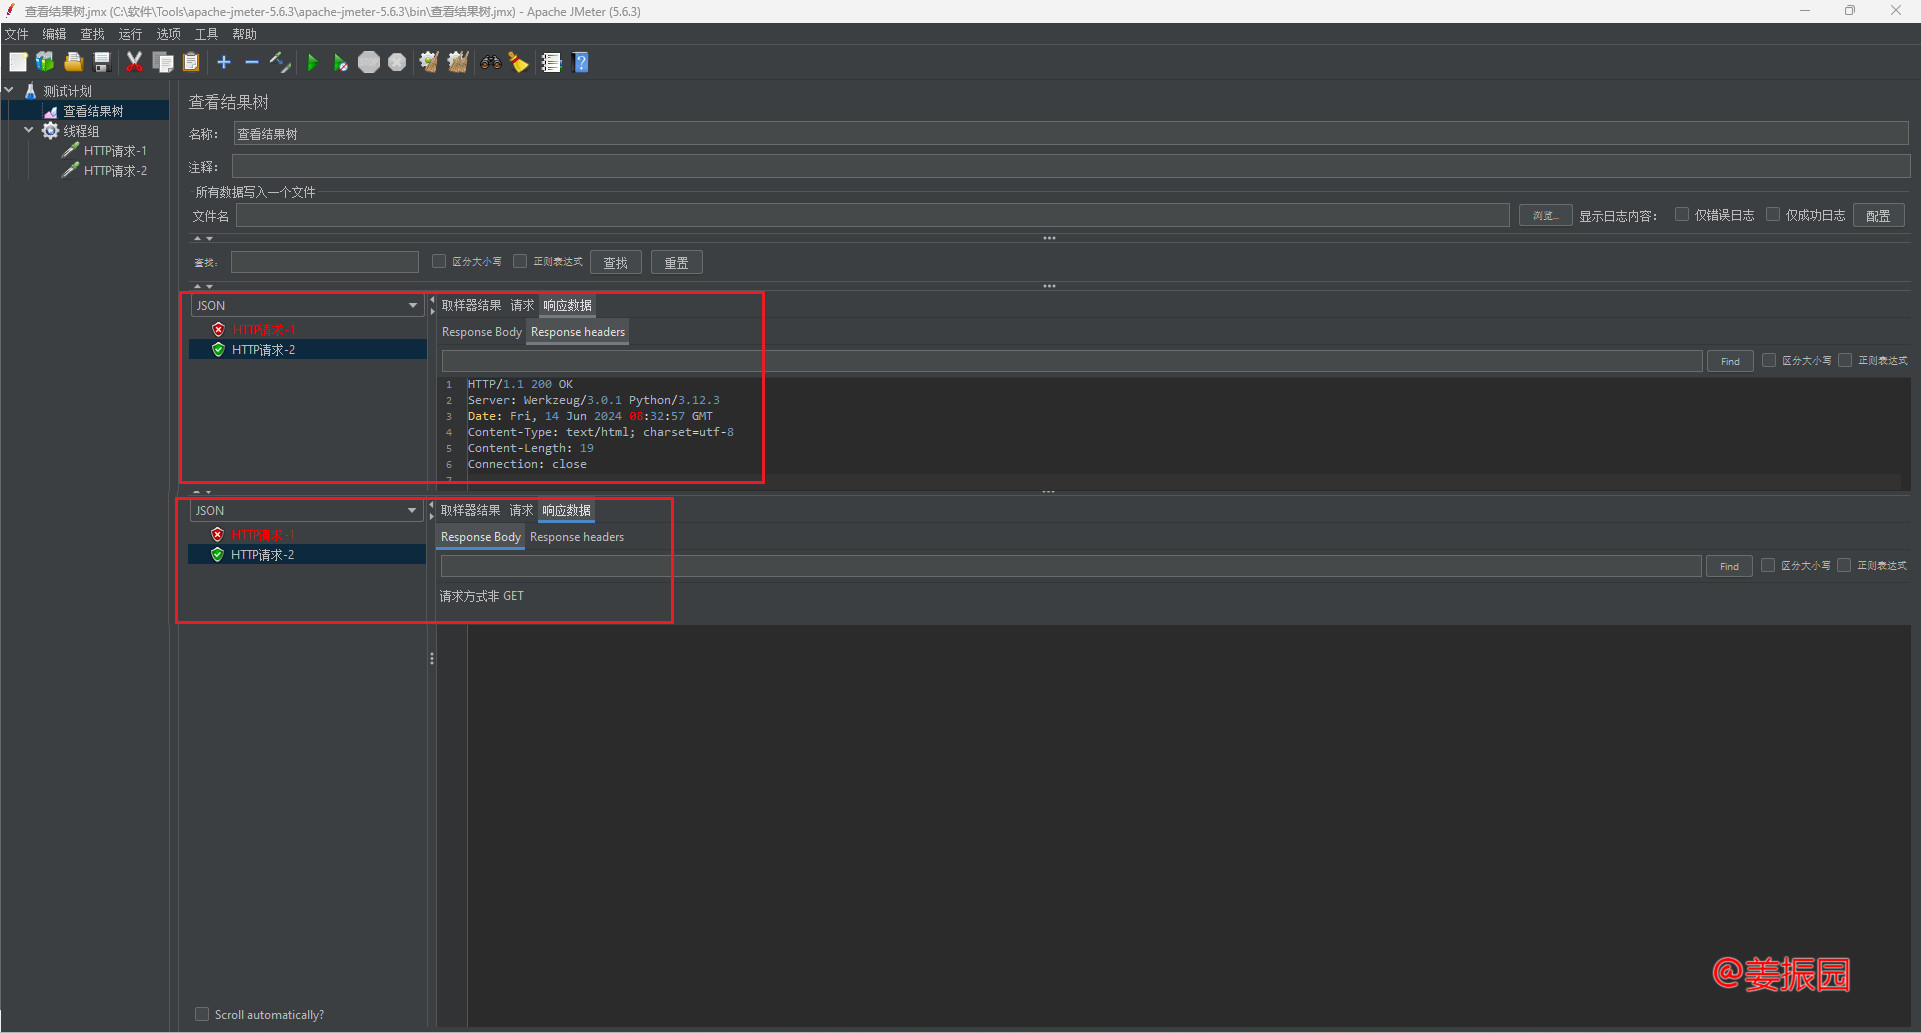 查看结果树.jmx (C:\软件\Tools\apache-jmeter-5.6.3\apache-jmeter-5.6.3\bin\查看结果树.jmx) - Apache JMeter (5.6.3)
文件 编辑 查找 运行 选项 工具 帮助
测试计划
查看结果树
线程组
HTTP请求-1
HTTP请求-2
查看结果树
名称： 查看结果树
注释：
所有数据写入一个文件
文件名 浏览... 显示日志内容： 仅错误日志 仅成功日志 配置
查找： 区分大小写 正则表达式 查找 重置
JSON
HTTP请求-1
HTTP请求-2
取样器结果 请求 响应数据
Response Body Response headers
Find 区分大小写 正则表达式
1 HTTP/1.1 200 OK
2 Server: Werkzeug/3.0.1 Python/3.12.3
3 Date: Fri, 14 Jun 2024 08:32:57 GMT
4 Content-Type: text/html; charset=utf-8
5 Content-Length: 19
6 Connection: close
7
JSON
HTTP请求-1
HTTP请求-2
取样器结果 请求 响应数据
Response Body Response headers
Find 区分大小写 正则表达式
请求方式非 GET
Scroll automatically?
@姜振园